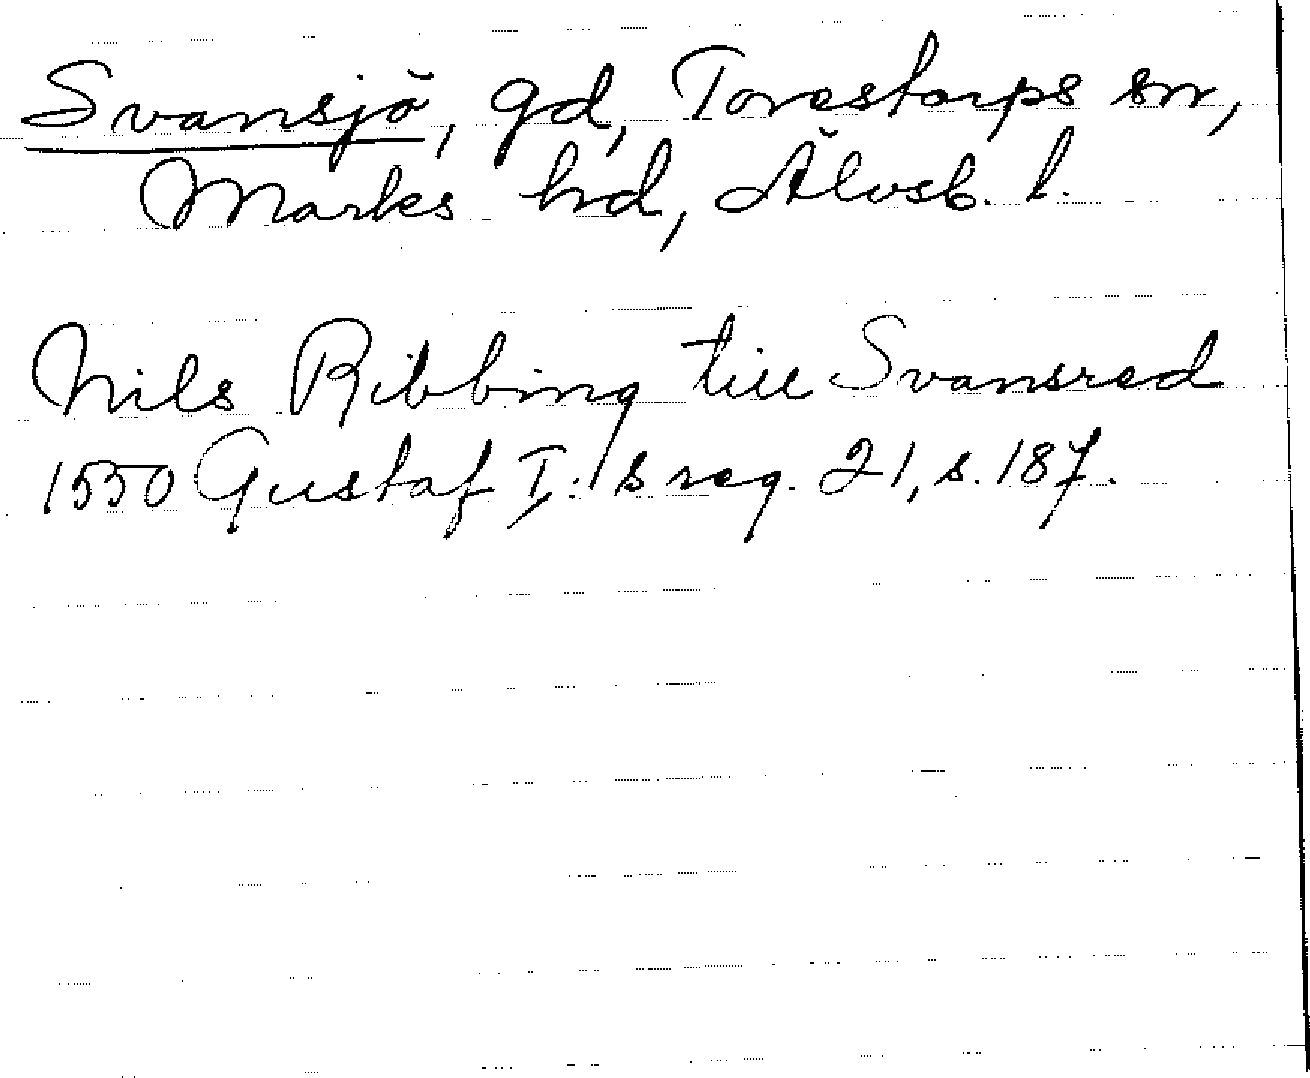 Svansjö, gd, Torestorps sn,
Marks hd, Älvsb. l.
Nils Ribbing till Svansred
1550 Gustaf I:s reg. 21, s. 187.